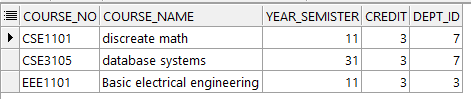 COURSE_NO COURSE_NAME YEAR_SEMISTER CREDIT DEPT_ID
CSE1101 discreate math 11 3 7
CSE3105 database systems 31 3 7
EEE1101 Basic electrical engineering 11 3 3